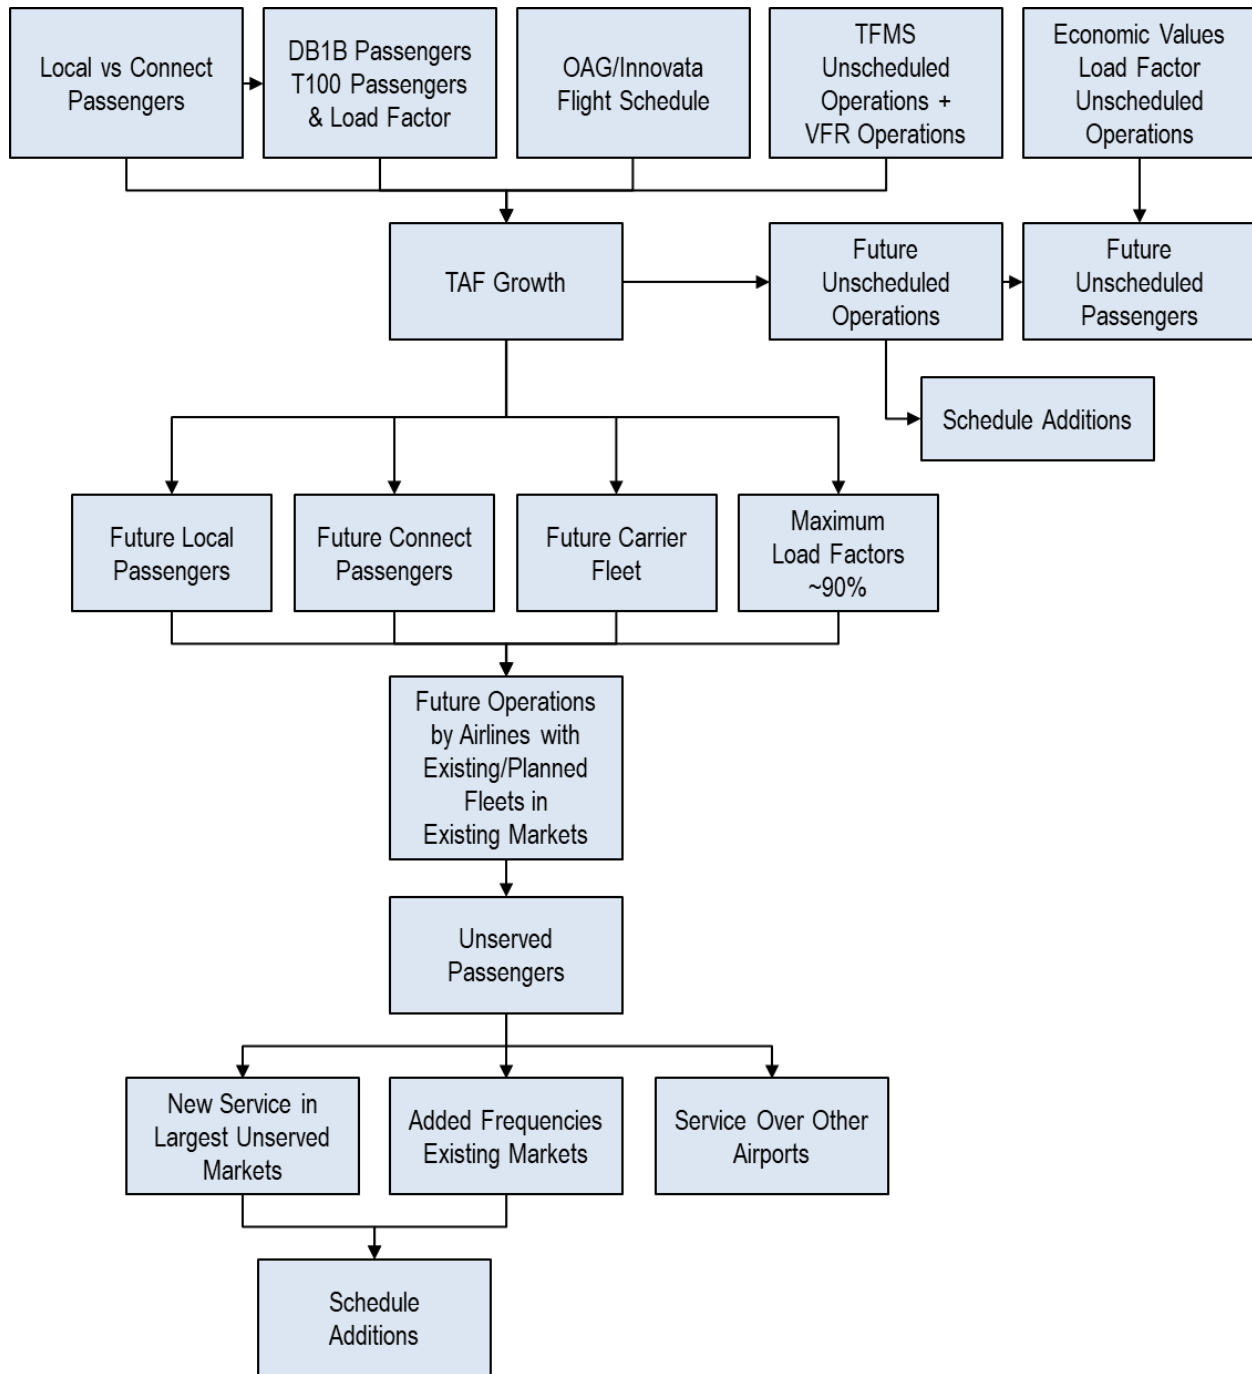 Local vs Connect
Passengers
DB1B Passengers
T100 Passengers
& Load Factor
OAG/Innovata
Flight Schedule
TFMS
Unscheduled
Operations +
VFR Operations
Economic Values
Load Factor
Unscheduled
Operations
TAF Growth
Future
Unscheduled
Operations
Future
Unscheduled
Passengers
Schedule Additions
Future Local
Passengers
Future Connect
Passengers
Future Carrier
Fleet
Maximum
Load Factors
~90%
Future Operations
by Airlines with
Existing/Planned
Fleets in
Existing Markets
Unserved
Passengers
New Service in
Largest Unserved
Markets
Added Frequencies
Existing Markets
Service Over Other
Airports
Schedule
Additions